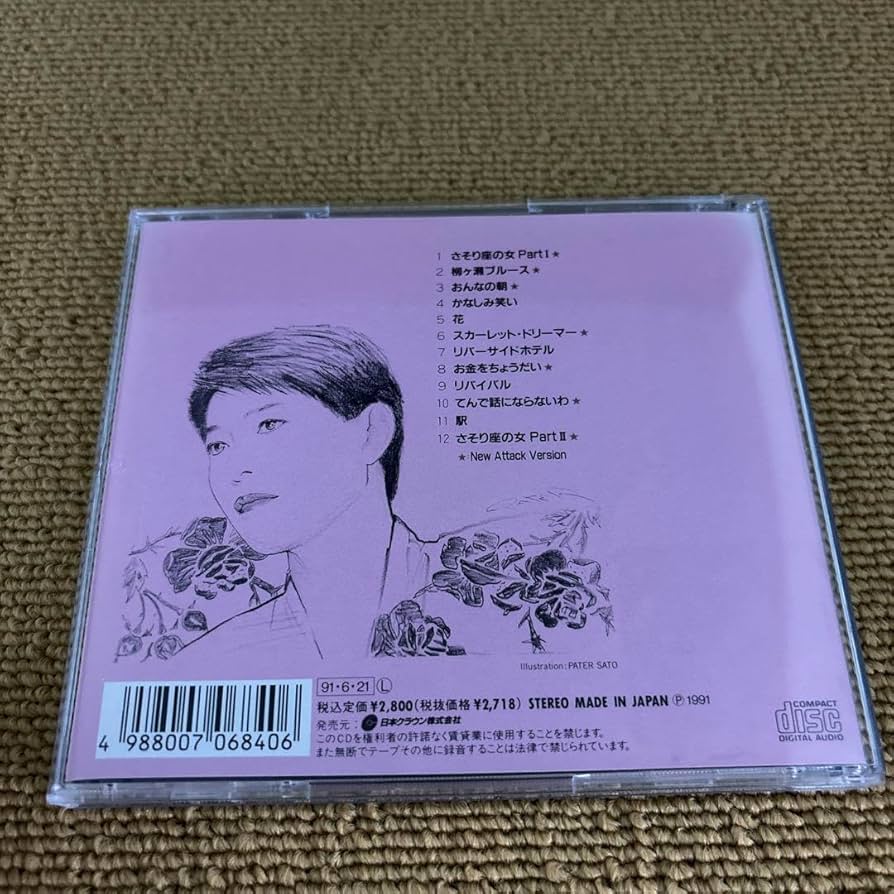 1 さそり座の女 Part I ★
2 柳ヶ瀬ブルース ★
3 おんなの朝 ★
4 かなしみ笑い
5 花
6 スカーレット・ドリーマー ★
7 リバーサイドホテル
8 お金をちょうだい ★
9 リバイバル
10 てんで話にならないわ ★
11 駅
12 さそり座の女 Part II ★
★ New Attack Version
Illustration: PATER SATO
91・6・21 Ⓛ
税込定価 ¥2,800(税抜価格 ¥2,718) STEREO MADE IN JAPAN Ⓟ 1991
発売元: 日本クラウン株式会社
このCDを権利者の許諾なく賃貸業に使用することを禁じます。
また無断でテープその他に録音することは法律で禁じられています。
4 988007 068406
COMPACT
disc
DIGITAL AUDIO